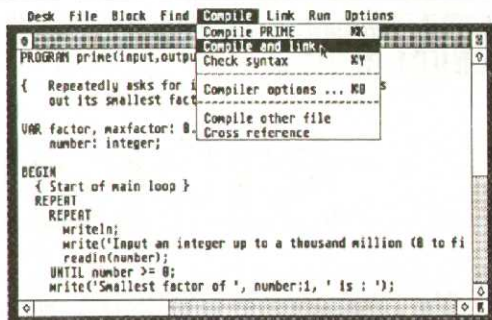 Desk File Block Find Compile Link Run Options
Compile PRIME ⌘K
Compile and link
Check syntax ⌘Y
Compiler options ... ⌘O
Compile other file
Cross reference
PROGRAM prime(input,outpu
{ Repeatedly asks for i s
out its smallest fact
VAR factor, maxfactor: 0.
number: integer;
BEGIN
{ Start of main loop }
REPEAT
REPEAT
writeln;
write('Input an integer up to a thousand million (0 to fi
readln(number);
UNTIL number >= 0;
write('Smallest factor of ', number:1, ' is : ');